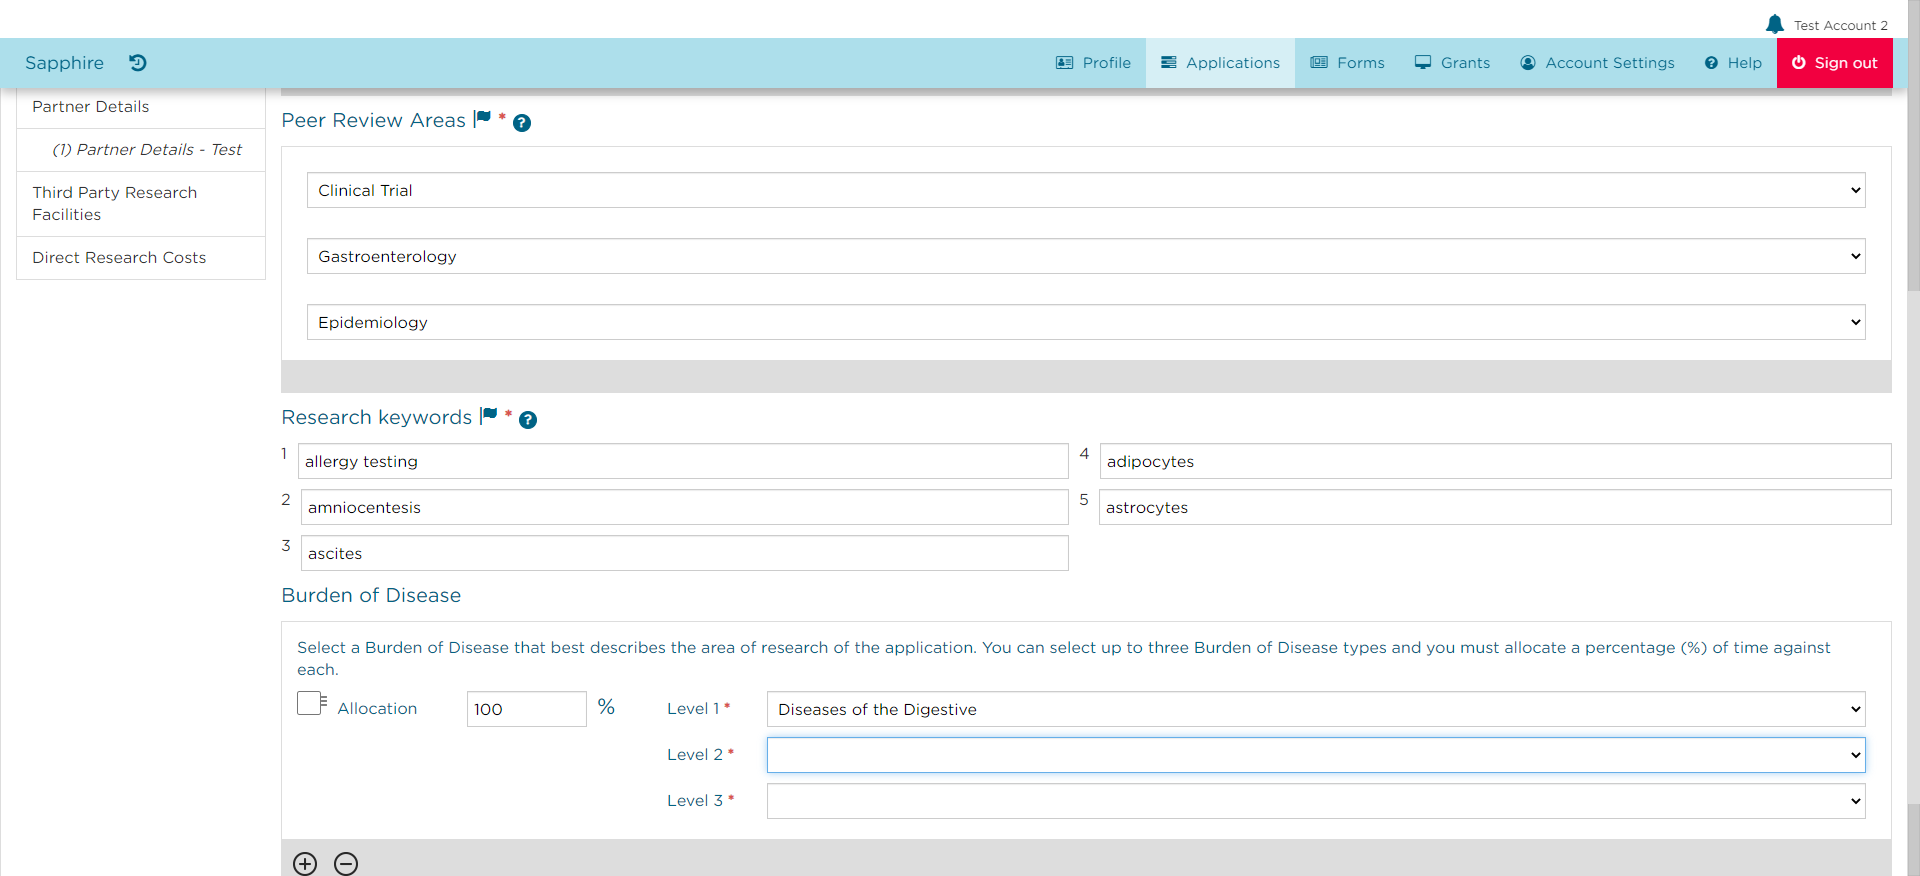 Test Account 2
Sapphire
Profile
Applications
Forms
Grants
Account Settings
Help
Sign out
Partner Details
(1) Partner Details - Test
Third Party Research
Facilities
Direct Research Costs
Peer Review Areas *
Clinical Trial
Gastroenterology
Epidemiology
Research keywords *
1 allergy testing
4 adipocytes
2 amniocentesis
5 astrocytes
3 ascites
Burden of Disease
Select a Burden of Disease that best describes the area of research of the application. You can select up to three Burden of Disease types and you must allocate a percentage (%) of time against
each.
Allocation 100 % Level 1 * Diseases of the Digestive
Level 2 *
Level 3 *